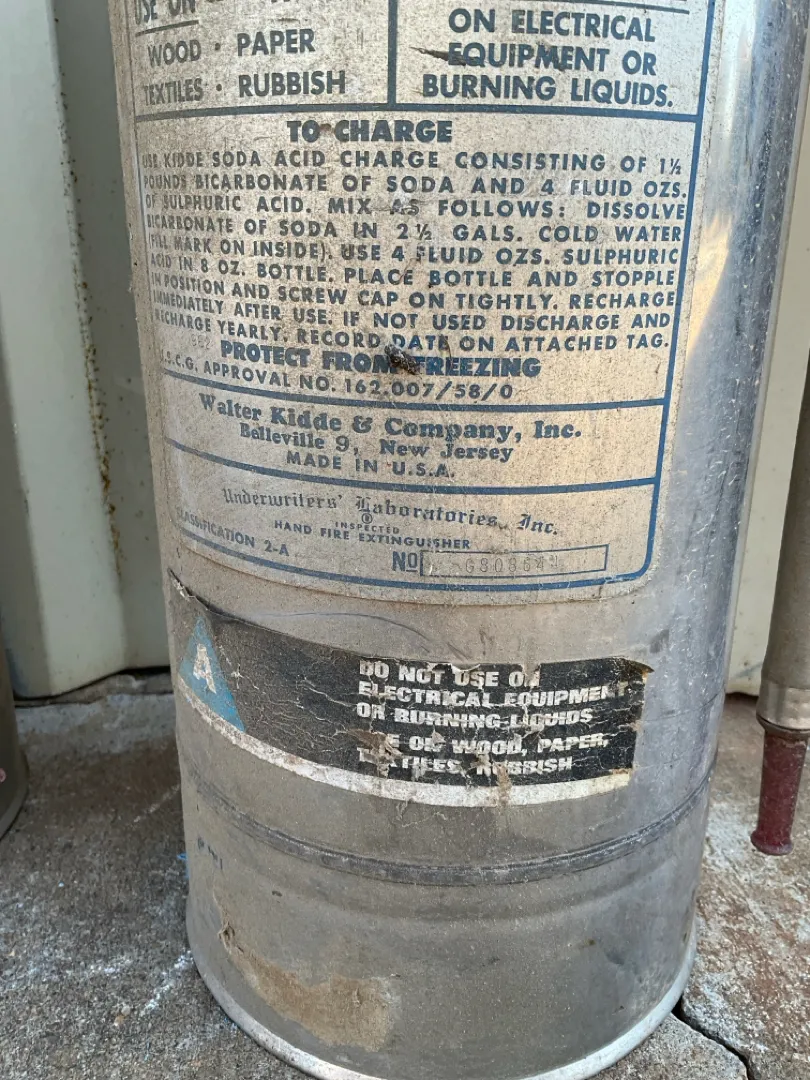 USE ON
WOOD • PAPER
TEXTILES • RUBBISH
ON ELECTRICAL
EQUIPMENT OR
BURNING LIQUIDS.
TO CHARGE
USE KIDDE SODA ACID CHARGE CONSISTING OF 1½
POUNDS BICARBONATE OF SODA AND 4 FLUID OZS.
OF SULPHURIC ACID. MIX AS FOLLOWS: DISSOLVE
BICARBONATE OF SODA IN 2½ GALS. COLD WATER
(FILL MARK ON INSIDE). USE 4 FLUID OZS. SULPHURIC
ACID IN 8 OZ. BOTTLE. PLACE BOTTLE AND STOPPLE
IN POSITION AND SCREW CAP ON TIGHTLY. RECHARGE
IMMEDIATELY AFTER USE. IF NOT USED DISCHARGE AND
RECHARGE YEARLY. RECORD DATE ON ATTACHED TAG.
PROTECT FROM FREEZING
U.S.C.G. APPROVAL NO. 162.007/58/0
Walter Kidde & Company, Inc.
Belleville 9, New Jersey
MADE IN U.S.A.
Underwriters' Laboratories, Inc.
INSPECTED
HAND FIRE EXTINGUISHER
CLASSIFICATION 2-A
Nº
A
DO NOT USE ON
ELECTRICAL EQUIPMENT
OR BURNING LIQUIDS
USE ON WOOD, PAPER,
TEXTILES, RUBBISH